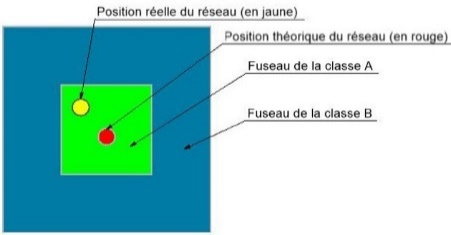 Position réelle du réseau (en jaune)
Position théorique du réseau (en rouge)
Fuseau de la classe A
Fuseau de la classe B